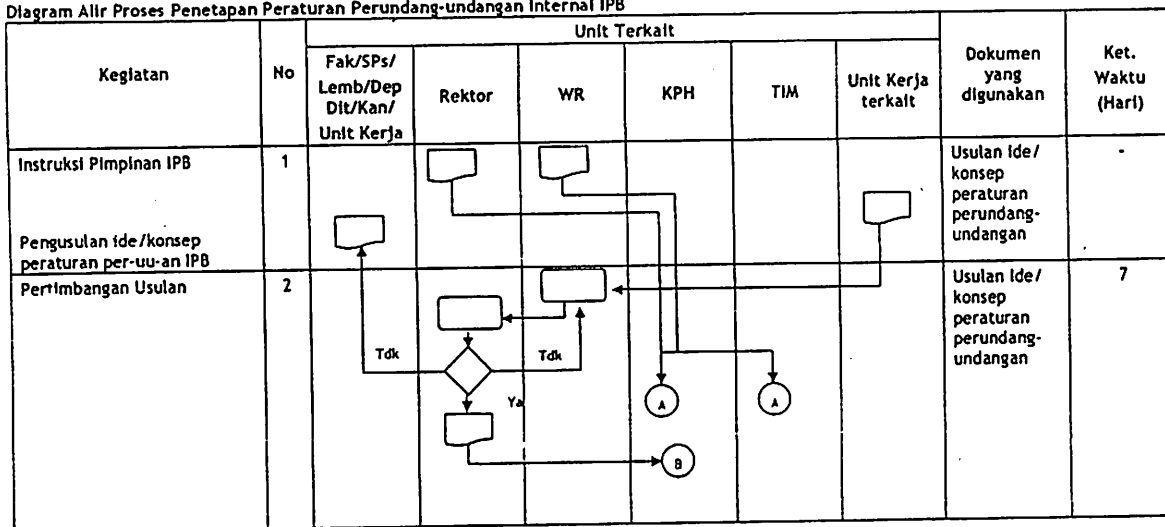 Diagram Alir Proses Penetapan Peraturan Perundang-undangan Internal IPB
Kegiatan
No
Unit Terkait
Fak/SPs/
Lemb/Dep
Dit/Kan/
Unit Kerja
Rektor
WR
KPH
TIM
Unit Kerja
terkait
Dokumen
yang
digunakan
Ket.
Waktu
(Hari)
Instruksi Pimpinan IPB
1
Usulan ide/
konsep
peraturan
perundang-
undangan
-
Pengusulan ide/konsep
peraturan per-uu-an IPB
Pertimbangan Usulan
2
Usulan ide/
konsep
peraturan
perundang-
undangan
7
Tdk
Tdk
Ya
A
A
B